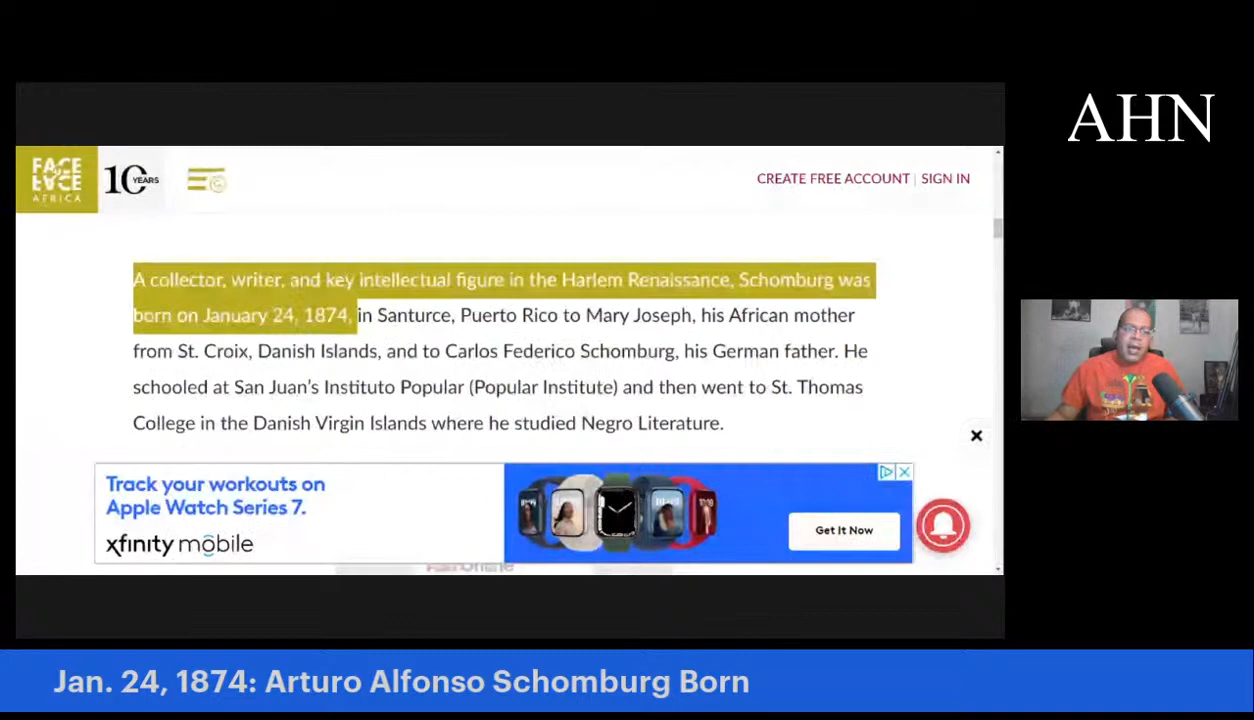 AHN
FACE
FACE
AFRICA
10 YEARS
CREATE FREE ACCOUNT | SIGN IN
A collector, writer, and key intellectual figure in the Harlem Renaissance, Schomburg was
born on January 24, 1874, in Santurce, Puerto Rico to Mary Joseph, his African mother
from St. Croix, Danish Islands, and to Carlos Federico Schomburg, his German father. He
schooled at San Juan's Instituto Popular (Popular Institute) and then went to St. Thomas
College in the Danish Virgin Islands where he studied Negro Literature.
Track your workouts on
Apple Watch Series 7.
xfinity mobile
Get It Now
Jan. 24, 1874: Arturo Alfonso Schomburg Born